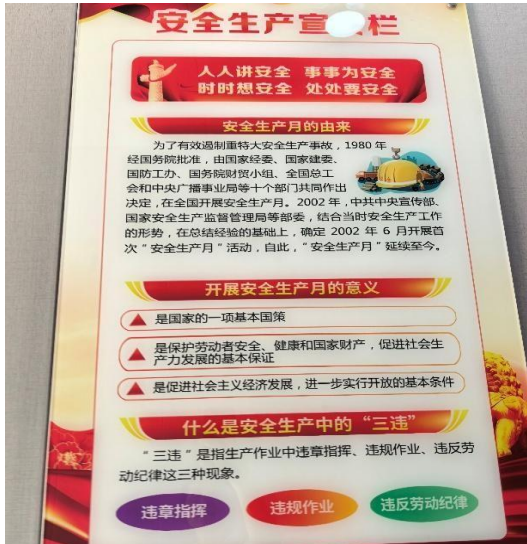 安全生产宣 栏
人人讲安全 事事为安全
时时想安全 处处要安全
安全生产月的由来
为了有效遏制重特大安全生产事故，1980 年
经国务院批准，由国家经委、国家建委、
国防工办、国务院财贸小组、全国总工
会和中央广播事业局等十个部门共同作出
决定，在全国开展安全生产月。2002 年，中共中央宣传部、
国家安全生产监督管理局等部委，结合当时安全生产工作
的形势，在总结经验的基础上，确定 2002 年 6 月开展首
次“安全生产月”活动，自此，“安全生产月”延续至今。
开展安全生产月的意义
是国家的一项基本国策
是保护劳动者安全、健康和国家财产，促进社会生
产力发展的基本保证
是促进社会主义经济发展，进一步实行开放的基本条件
什么是安全生产中的“三违”
“三违”是指生产作业中违章指挥、违规作业、违反劳
动纪律这三种现象。
违章指挥 违规作业 违反劳动纪律